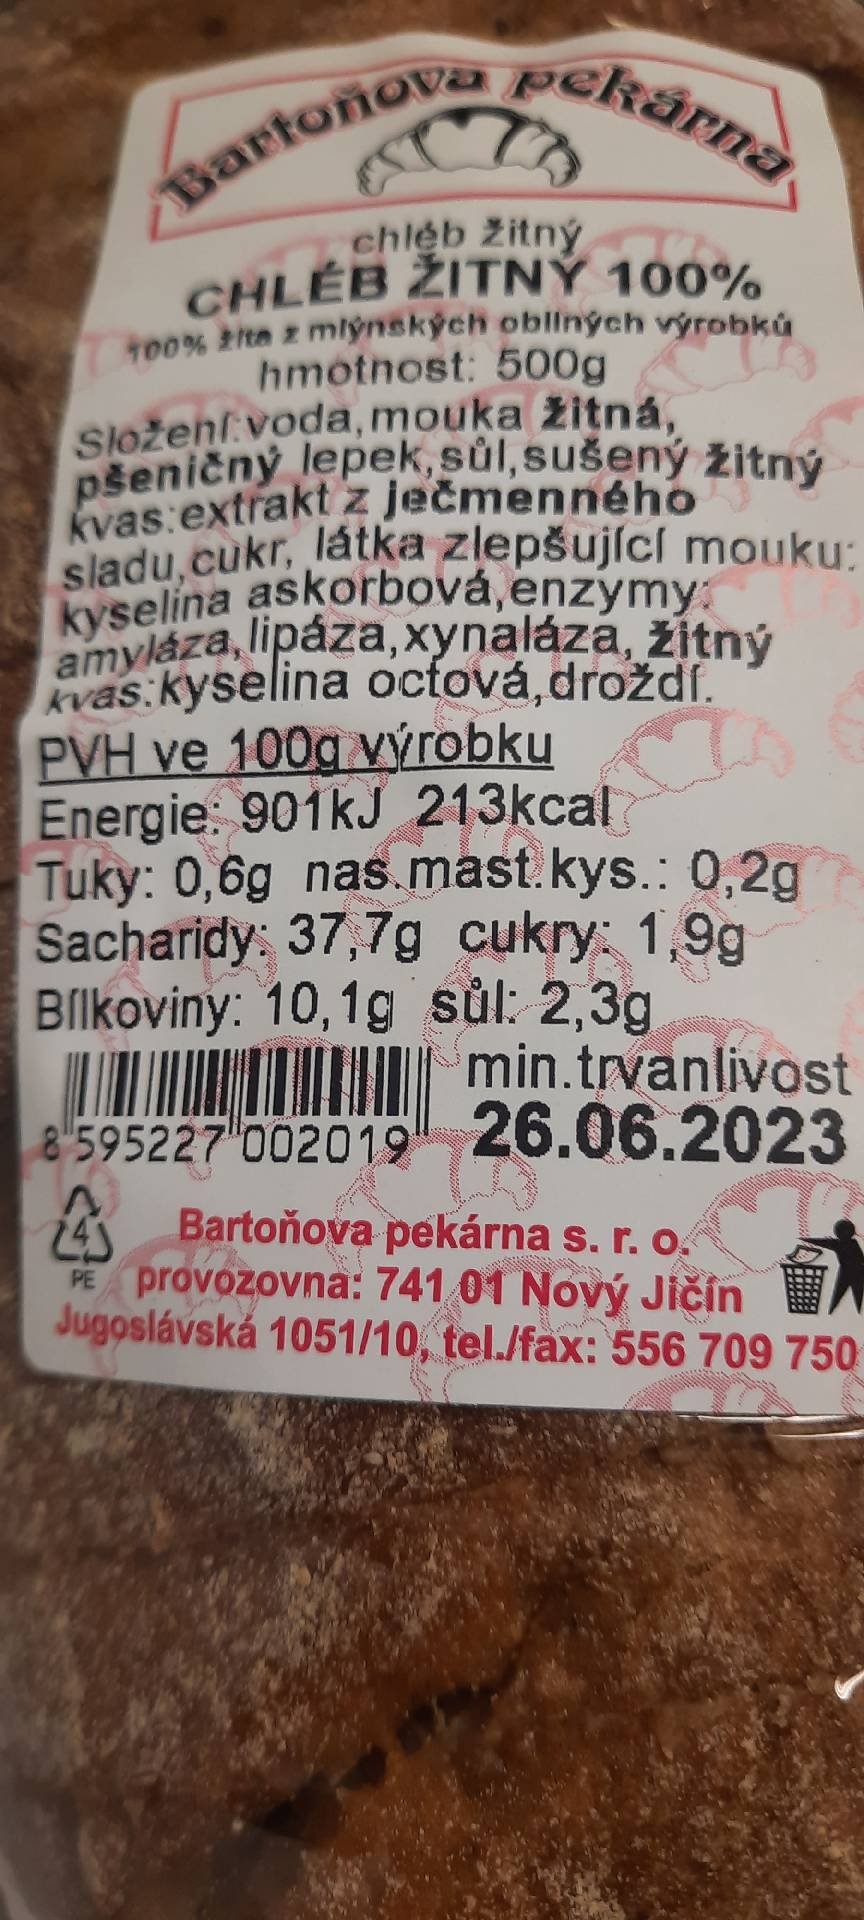 Bartoňova pekárna
chléb žitný
CHLÉB ŽITNÝ 100%
100% žita z mlýnských obilných výrobků
hmotnost: 500g
Složení:voda,mouka žitná,
pšeničný lepek,sůl,sušený žitný
kvas:extrakt z ječmenného
sladu,cukr, látka zlepšující mouku:
kyselina askorbová,enzymy:
amyláza,lipáza,xynaláza, žitný
kvas:kyselina octová,droždí.
PVH ve 100g výrobku
Energie: 901kJ 213kcal
Tuky: 0,6g nas.mast.kys.: 0,2g
Sacharidy: 37,7g cukry: 1,9g
Bílkoviny: 10,1g sůl: 2,3g
min.trvanlivost
8 595227 002019 26.06.2023
4
PE
Bartoňova pekárna s. r. o.
provozovna: 741 01 Nový Jičín
Jugoslávská 1051/10, tel./fax: 556 709 750